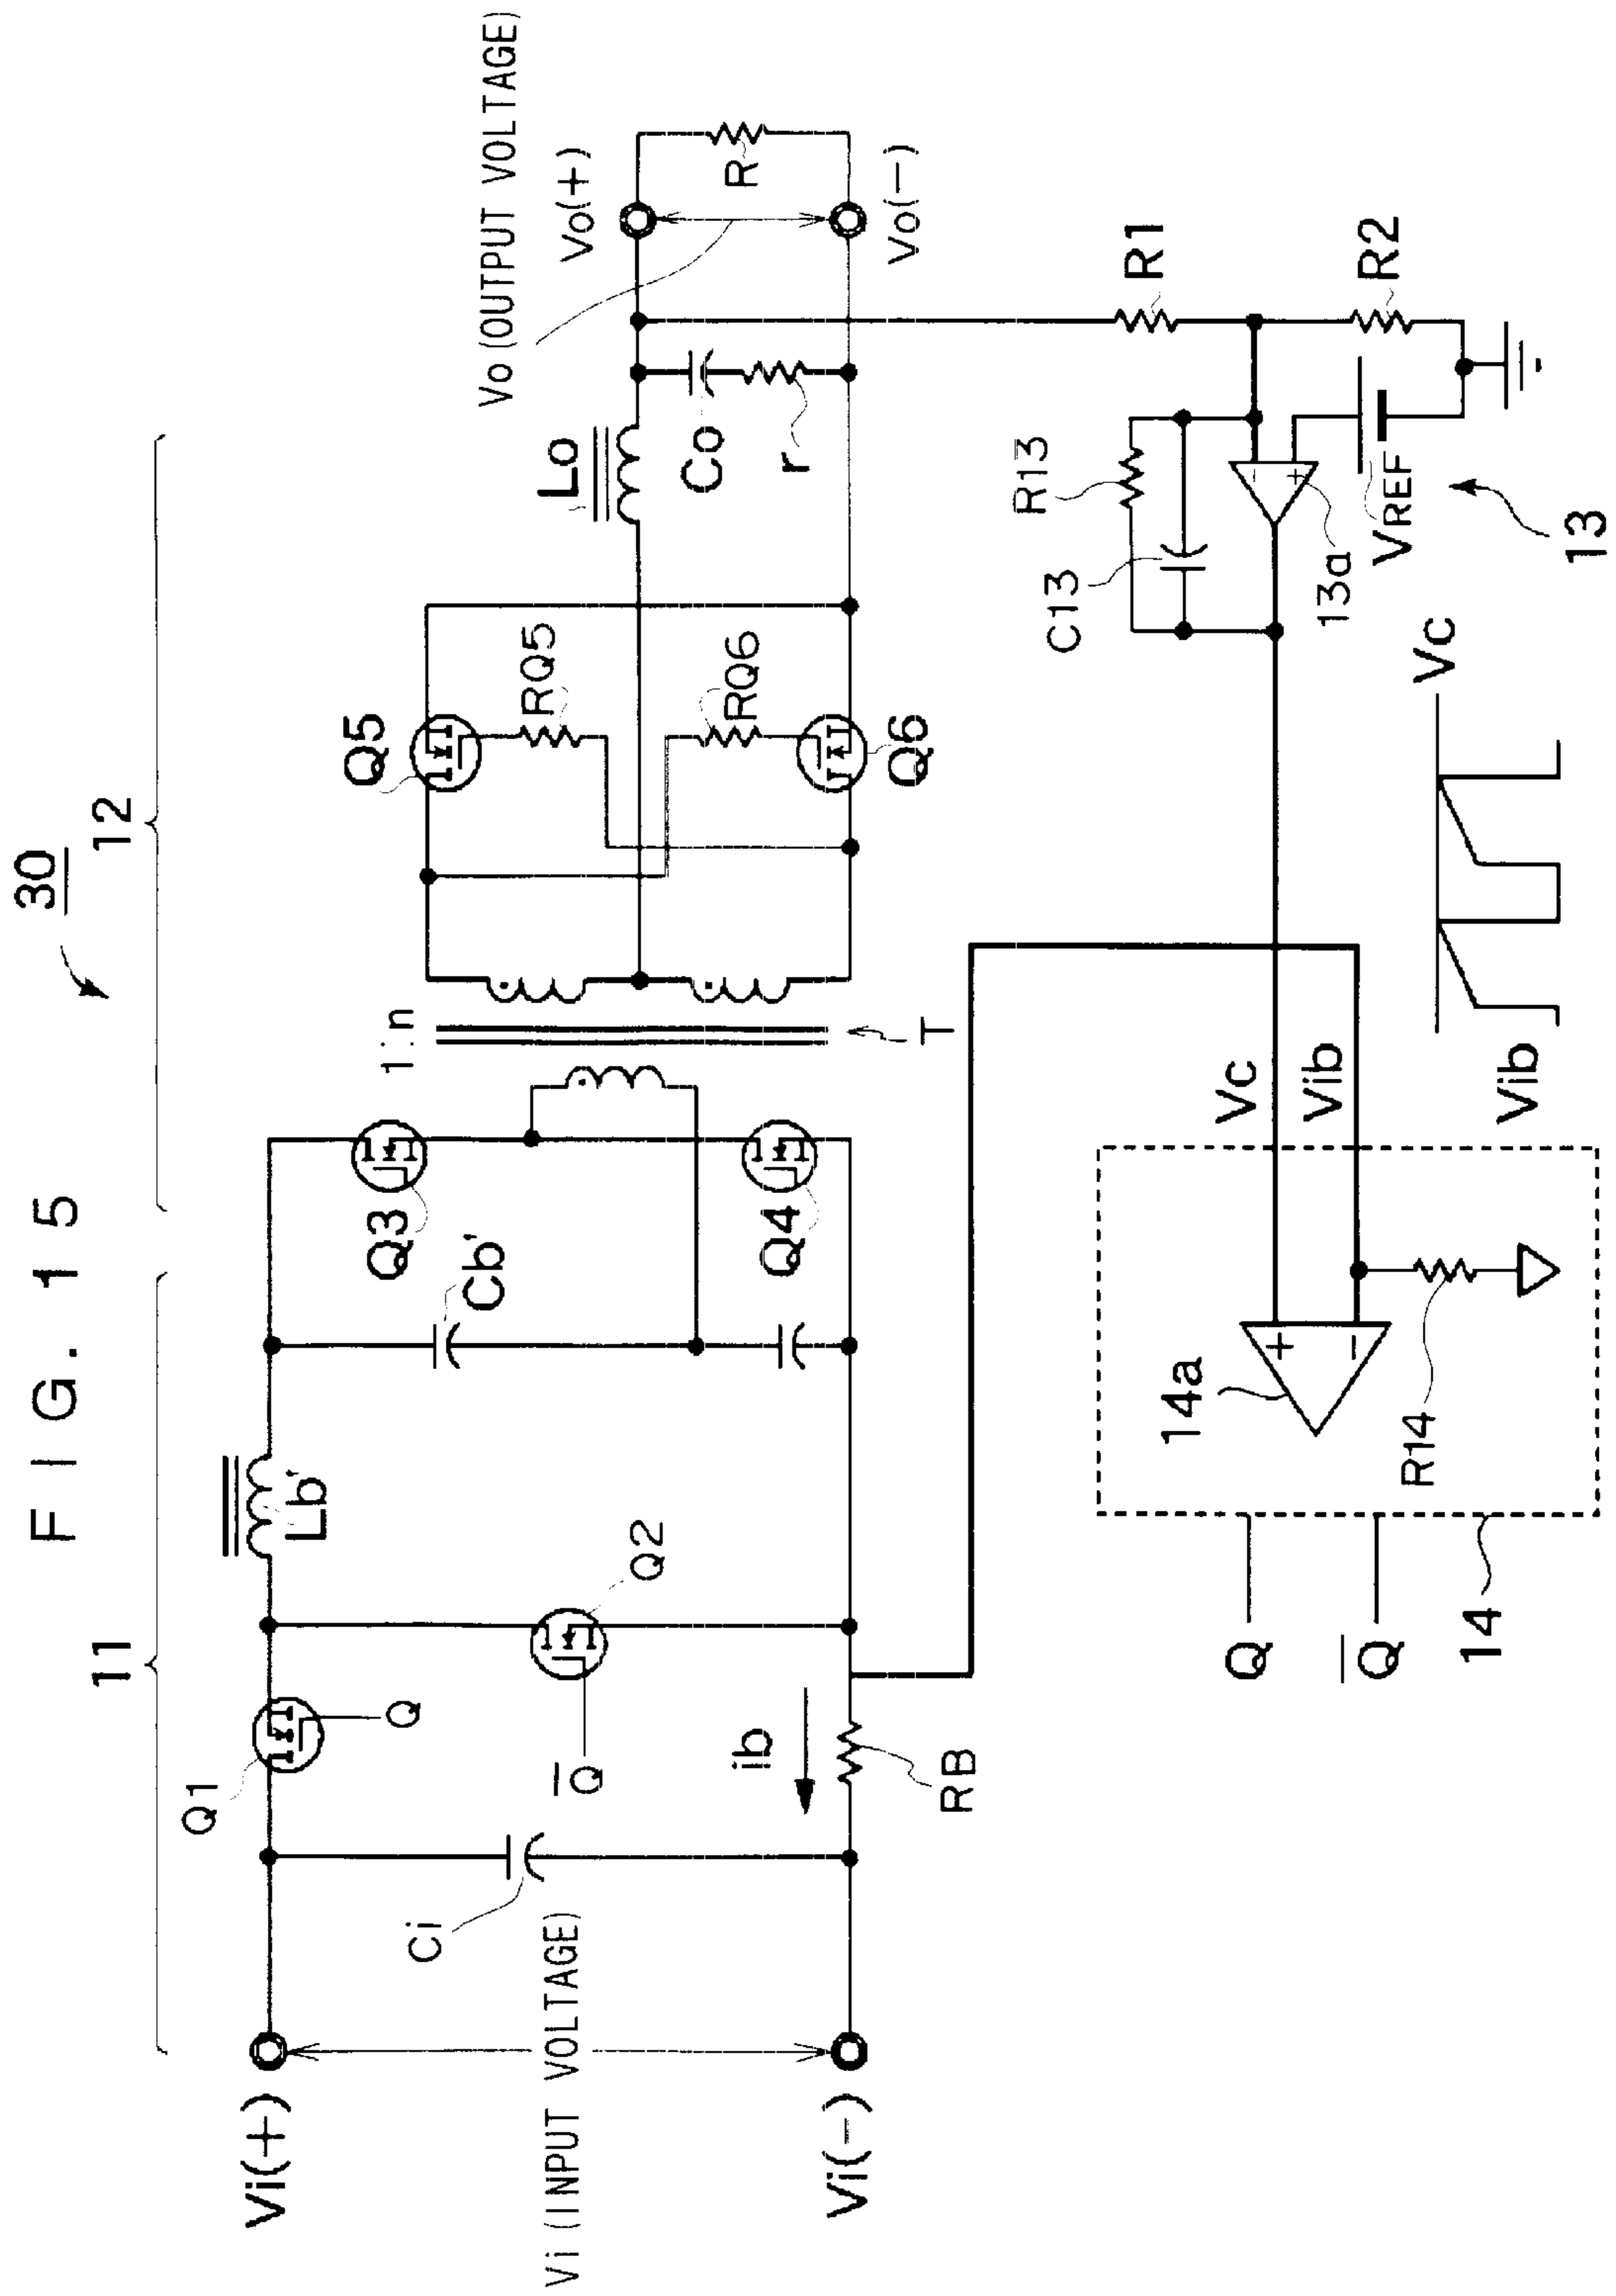 FIG. 15
30
11
12
Vi(+)
Vi (INPUT VOLTAGE)
Vi(-)
Ci
Q1
Q
Q
Q2
ib
RB
Lb'
Cb'
Q3
Q4
1:n
T
Q5
RQ5
RQ6
Q6
Lo
Co
r
Vo (OUTPUT VOLTAGE)
Vo(+)
R
Vo(-)
R1
R2
R13
C13
-
+
13a
VREF
13
Vc
Vib
Vc
Vib
14a
+
-
R14
Q
Q
14